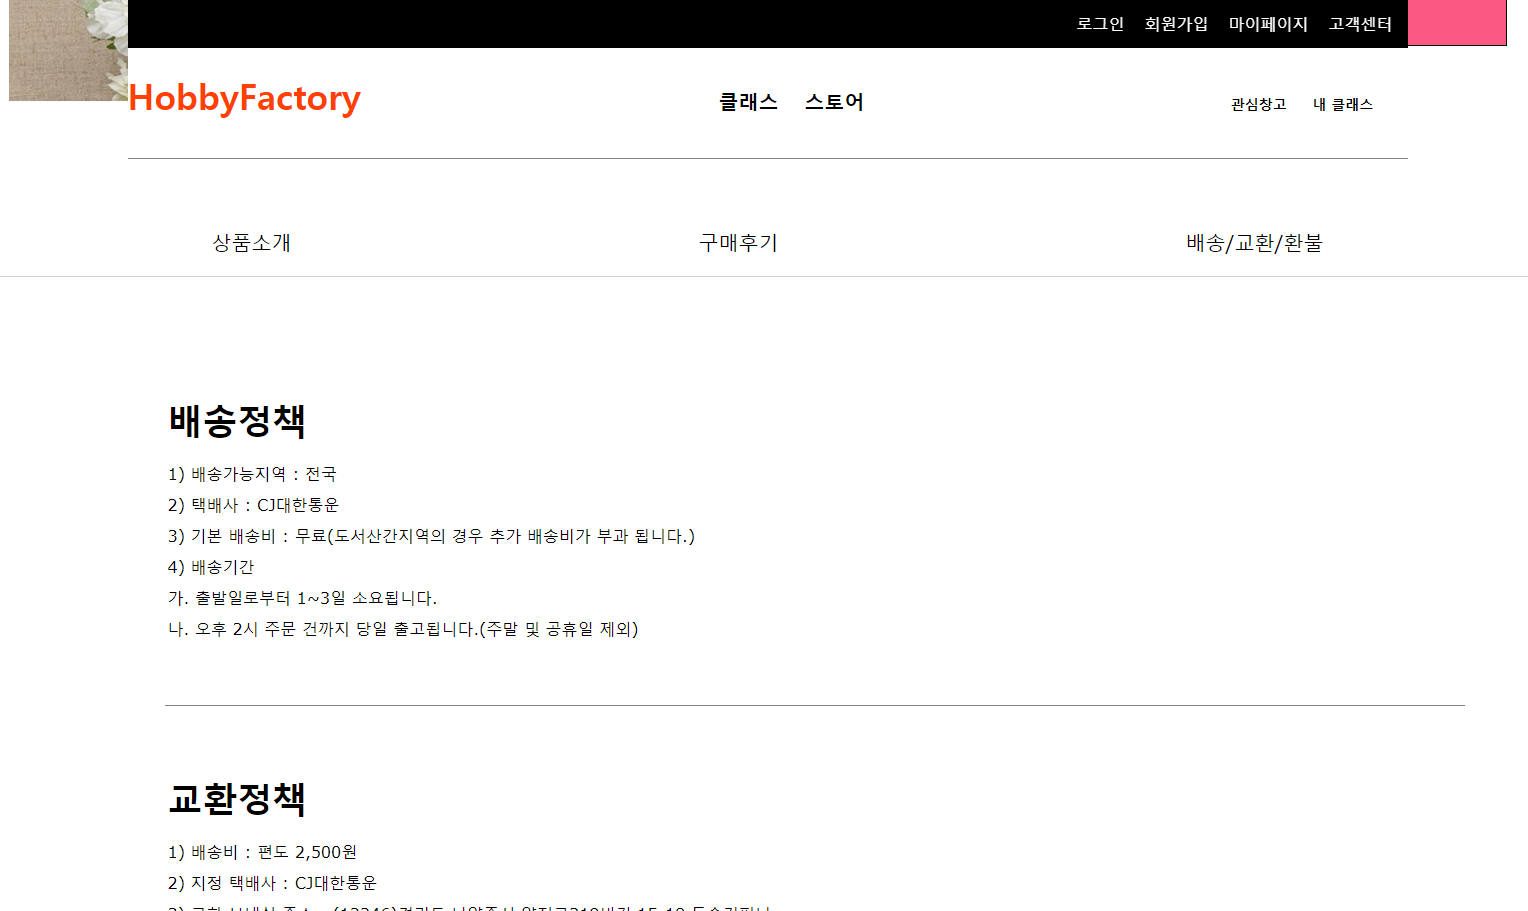 로그인 회원가입 마이페이지 고객센터
HobbyFactory 클래스 스토어 관심창고 내 클래스
상품소개 구매후기 배송/교환/환불
배송정책
1) 배송가능지역 : 전국
2) 택배사 : CJ대한통운
3) 기본 배송비 : 무료(도서산간지역의 경우 추가 배송비가 부과 됩니다.)
4) 배송기간
가. 출발일로부터 1~3일 소요됩니다.
나. 오후 2시 주문 건까지 당일 출고됩니다.(주말 및 공휴일 제외)
교환정책
1) 배송비 : 편도 2,500원
2) 지정 택배사 : CJ대한통운